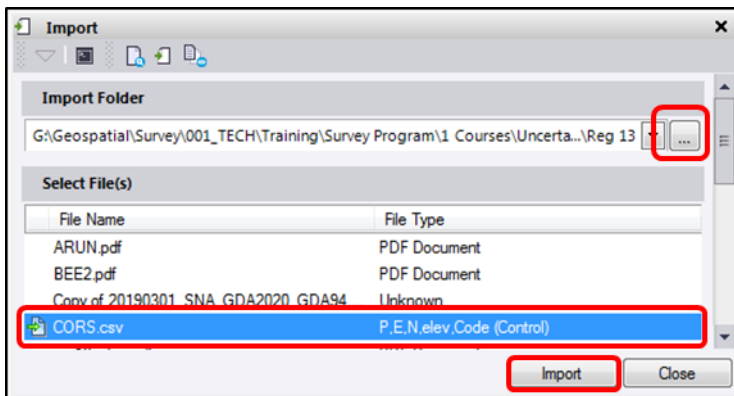 Import
Import Folder
G:\Geospatial\Survey\001_TECH\Training\Survey Program\1 Courses\Uncerta...\Reg 13
...
Select File(s)
File Name File Type
ARUN.pdf PDF Document
BEE2.pdf PDF Document
Copy of 20190301_SNA_GDA2020_GDA94 Unknown
CORS.csv P,E,N,elev,Code (Control)
Import Close